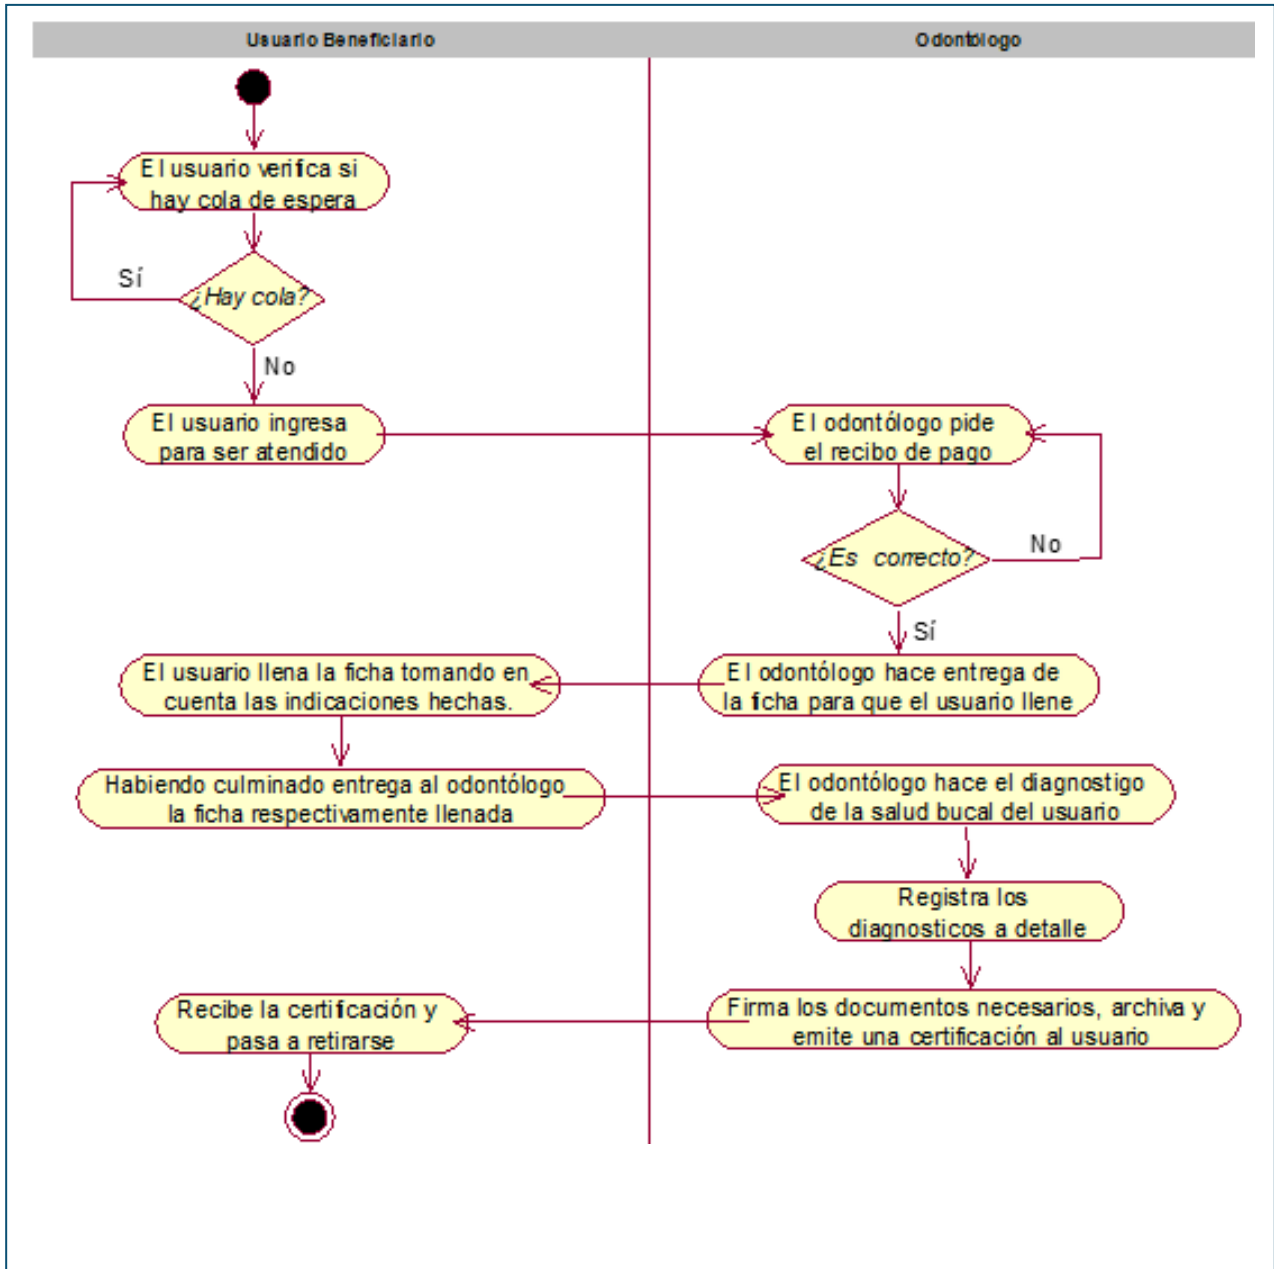 Usuario Beneficiario
Odontólogo
El usuario verifca si
hay cola de espera
¿Hay cola?
Sí
No
El usuario ingresa
para ser atendido
El odontólogo pide
el recibo de pago
¿Es correcto?
No
Sí
El odontólogo hace entrega de
la ficha para que el usuario llene
El usuario llena la ficha tomando en
cuenta las indicaciones hechas.
Habiendo culminado entrega al odontólogo
la ficha respectivamente llenada
El odontólogo hace el diagnostigo
de la salud bucal del usuario
Registra los
diagnosticos a detalle
Firma los documentos necesarios, archiva y
emite una certificación al usuario
Recibe la certificación y
pasa a retirarse